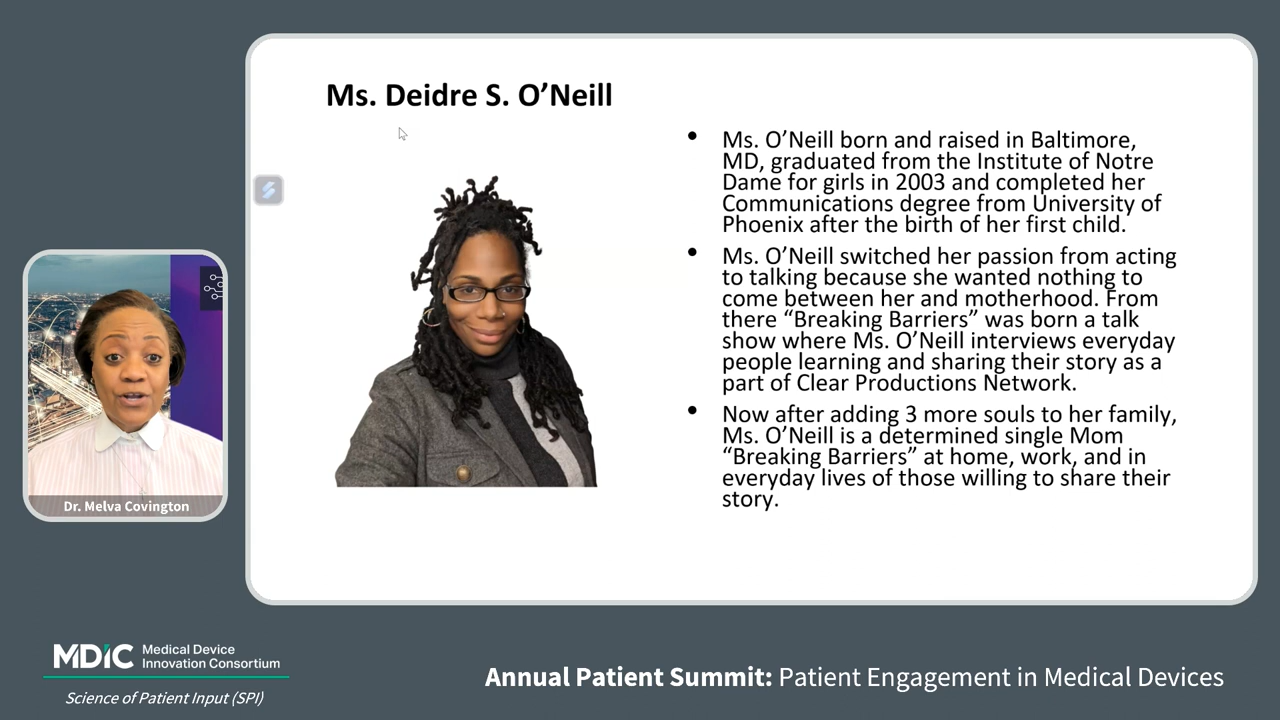 Ms. Deidre S. O’Neill
• Ms. O’Neill born and raised in Baltimore,
MD, graduated from the Institute of Notre
Dame for girls in 2003 and completed her
Communications degree from University of
Phoenix after the birth of her first child.
• Ms. O’Neill switched her passion from acting
to talking because she wanted nothing to
come between her and motherhood. From
there “Breaking Barriers” was born a talk
show where Ms. O’Neill interviews everyday
people learning and sharing their story as a
part of Clear Productions Network.
• Now after adding 3 more souls to her family,
Ms. O’Neill is a determined single Mom
“Breaking Barriers” at home, work, and in
everyday lives of those willing to share their
story.
Dr. Melva Covington
MDIC Medical Device
Innovation Consortium
Science of Patient Input (SPI)
Annual Patient Summit: Patient Engagement in Medical Devices